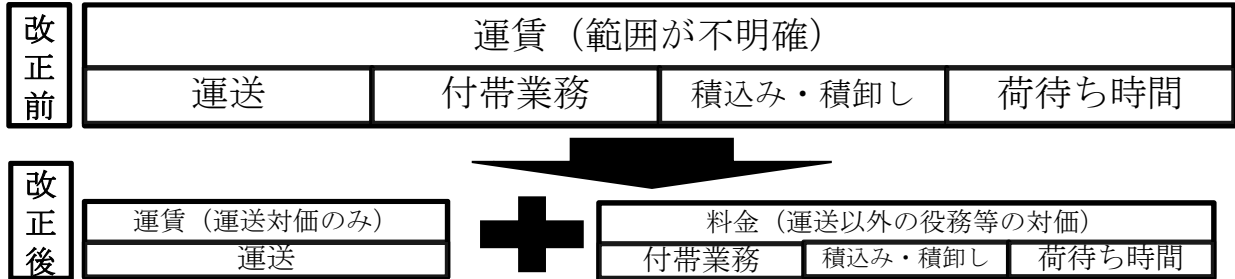 改正前
運賃（範囲が不明確）
運送 付帯業務 積込み・積卸し 荷待ち時間
改正後
運賃（運送対価のみ） 料金（運送以外の役務等の対価）
運送 付帯業務 積込み・積卸し 荷待ち時間